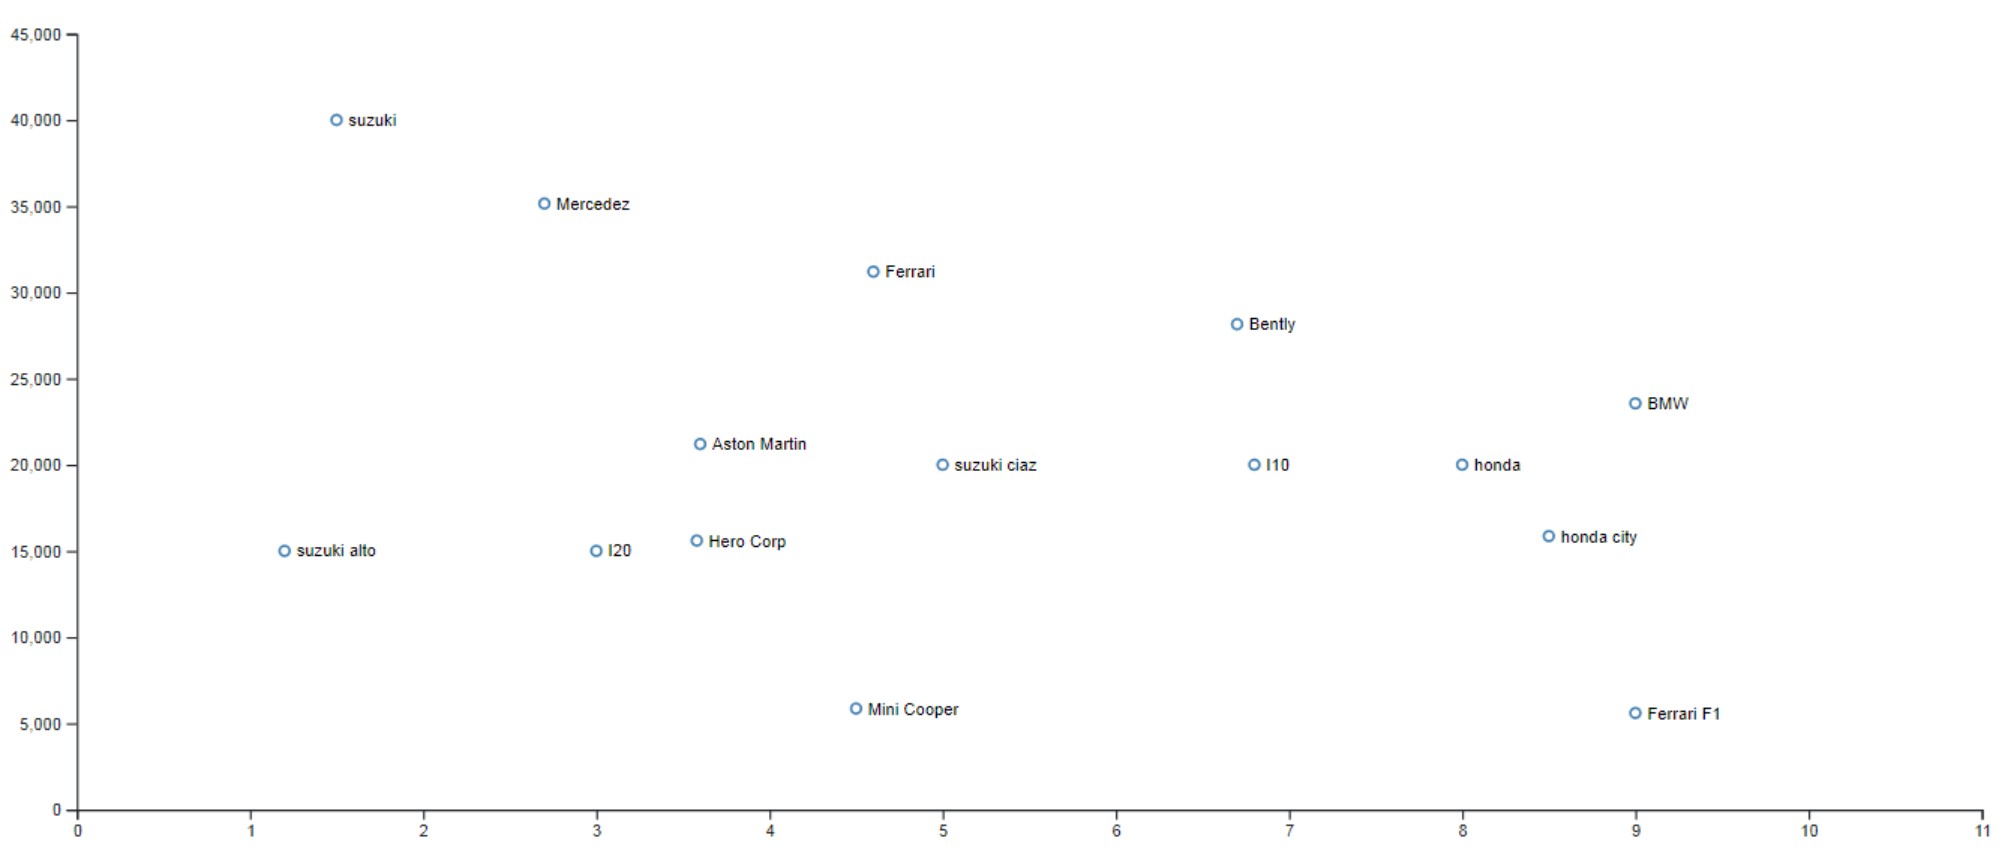 45,000
40,000
suzuki
35,000
Mercedez
Ferrari
30,000
Bently
25,000
BMW
Aston Martin
20,000
suzuki ciaz
I10
honda
honda city
Hero Corp
15,000
suzuki alto
I20
10,000
Mini Cooper
Ferrari F1
5,000
0
0 1 2 3 4 5 6 7 8 9 10 11